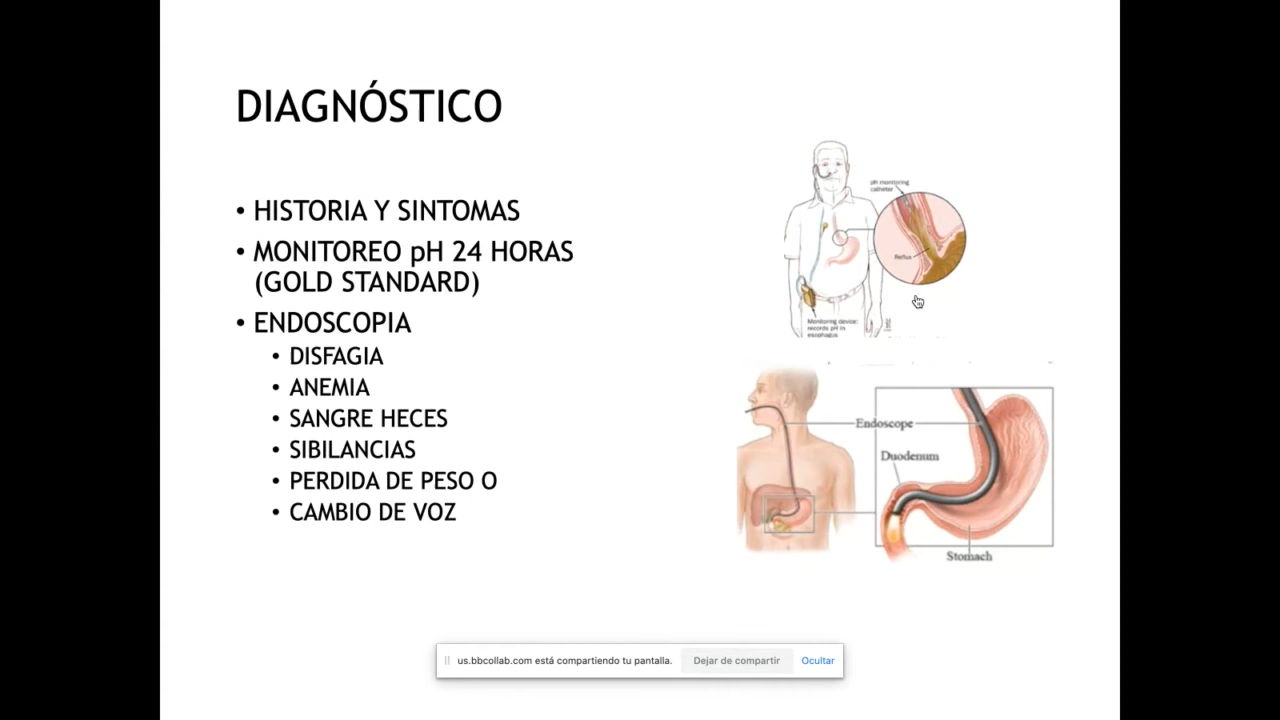 DIAGNÓSTICO
• HISTORIA Y SINTOMAS
• MONITOREO pH 24 HORAS
(GOLD STANDARD)
• ENDOSCOPIA
• DISFAGIA
• ANEMIA
• SANGRE HECES
• SIBILANCIAS
• PERDIDA DE PESO O
• CAMBIO DE VOZ
pH monitoring
catheter
Reflux
Monitoring device:
records pH in
esophagus
Endoscope
Duodenum
Stomach
us.bbcollab.com está compartiendo tu pantalla.
Dejar de compartir
Ocultar